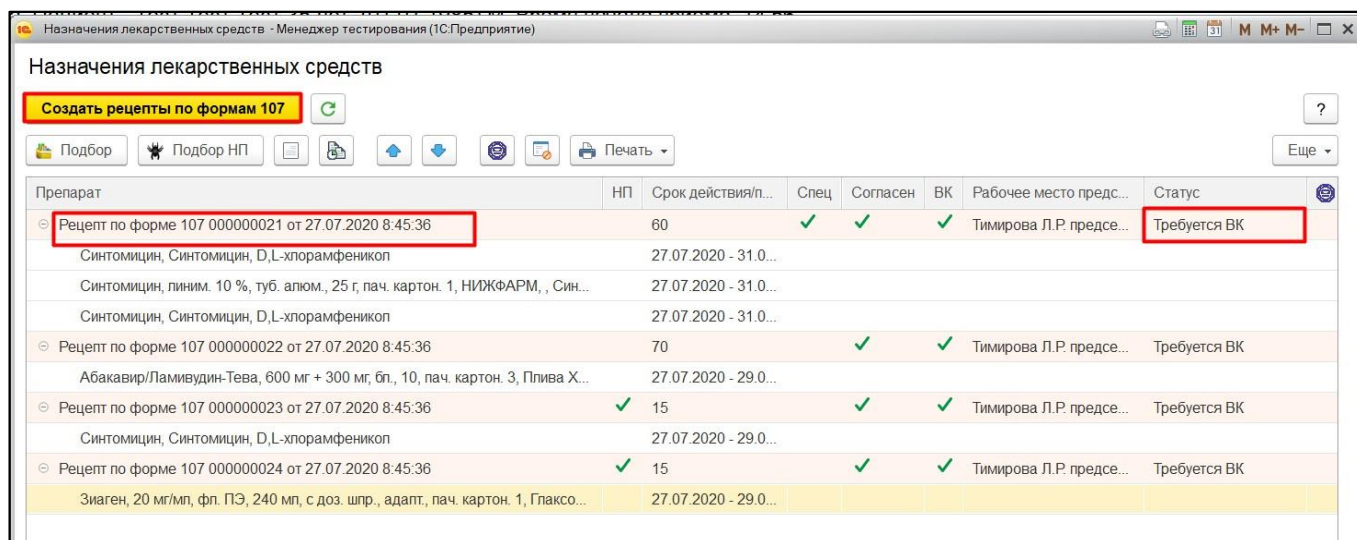 Назначения лекарственных средств - Менеджер тестирования (1С:Предприятие)
31 M M+ M-
Назначения лекарственных средств
Создать рецепты по формам 107
?
Подбор Подбор НП Печать Еще
Препарат НП Срок действия/п... Спец Согласен ВК Рабочее место предс... Статус
Рецепт по форме 107 000000021 от 27.07.2020 8:45:36 60 Тимирова Л.Р. предсе... Требуется ВК
Синтомицин, Синтомицин, D,L-хлорамфеникол 27.07.2020 - 31.0...
Синтомицин, линим. 10 %, туб. алюм., 25 г, пач. картон. 1, НИЖФАРМ, , Син... 27.07.2020 - 31.0...
Синтомицин, Синтомицин, D,L-хлорамфеникол 27.07.2020 - 31.0...
Рецепт по форме 107 000000022 от 27.07.2020 8:45:36 70 Тимирова Л.Р. предсе... Требуется ВК
Абакавир/Ламивудин-Тева, 600 мг + 300 мг, бл., 10, пач. картон. 3, Плива Х... 27.07.2020 - 29.0...
Рецепт по форме 107 000000023 от 27.07.2020 8:45:36 15 Тимирова Л.Р. предсе... Требуется ВК
Синтомицин, Синтомицин, D,L-хлорамфеникол 27.07.2020 - 29.0...
Рецепт по форме 107 000000024 от 27.07.2020 8:45:36 15 Тимирова Л.Р. предсе... Требуется ВК
Зиаген, 20 мг/мл, фл. ПЭ, 240 мл, с доз. шпр., адапт., пач. картон. 1, Глаксо... 27.07.2020 - 29.0...